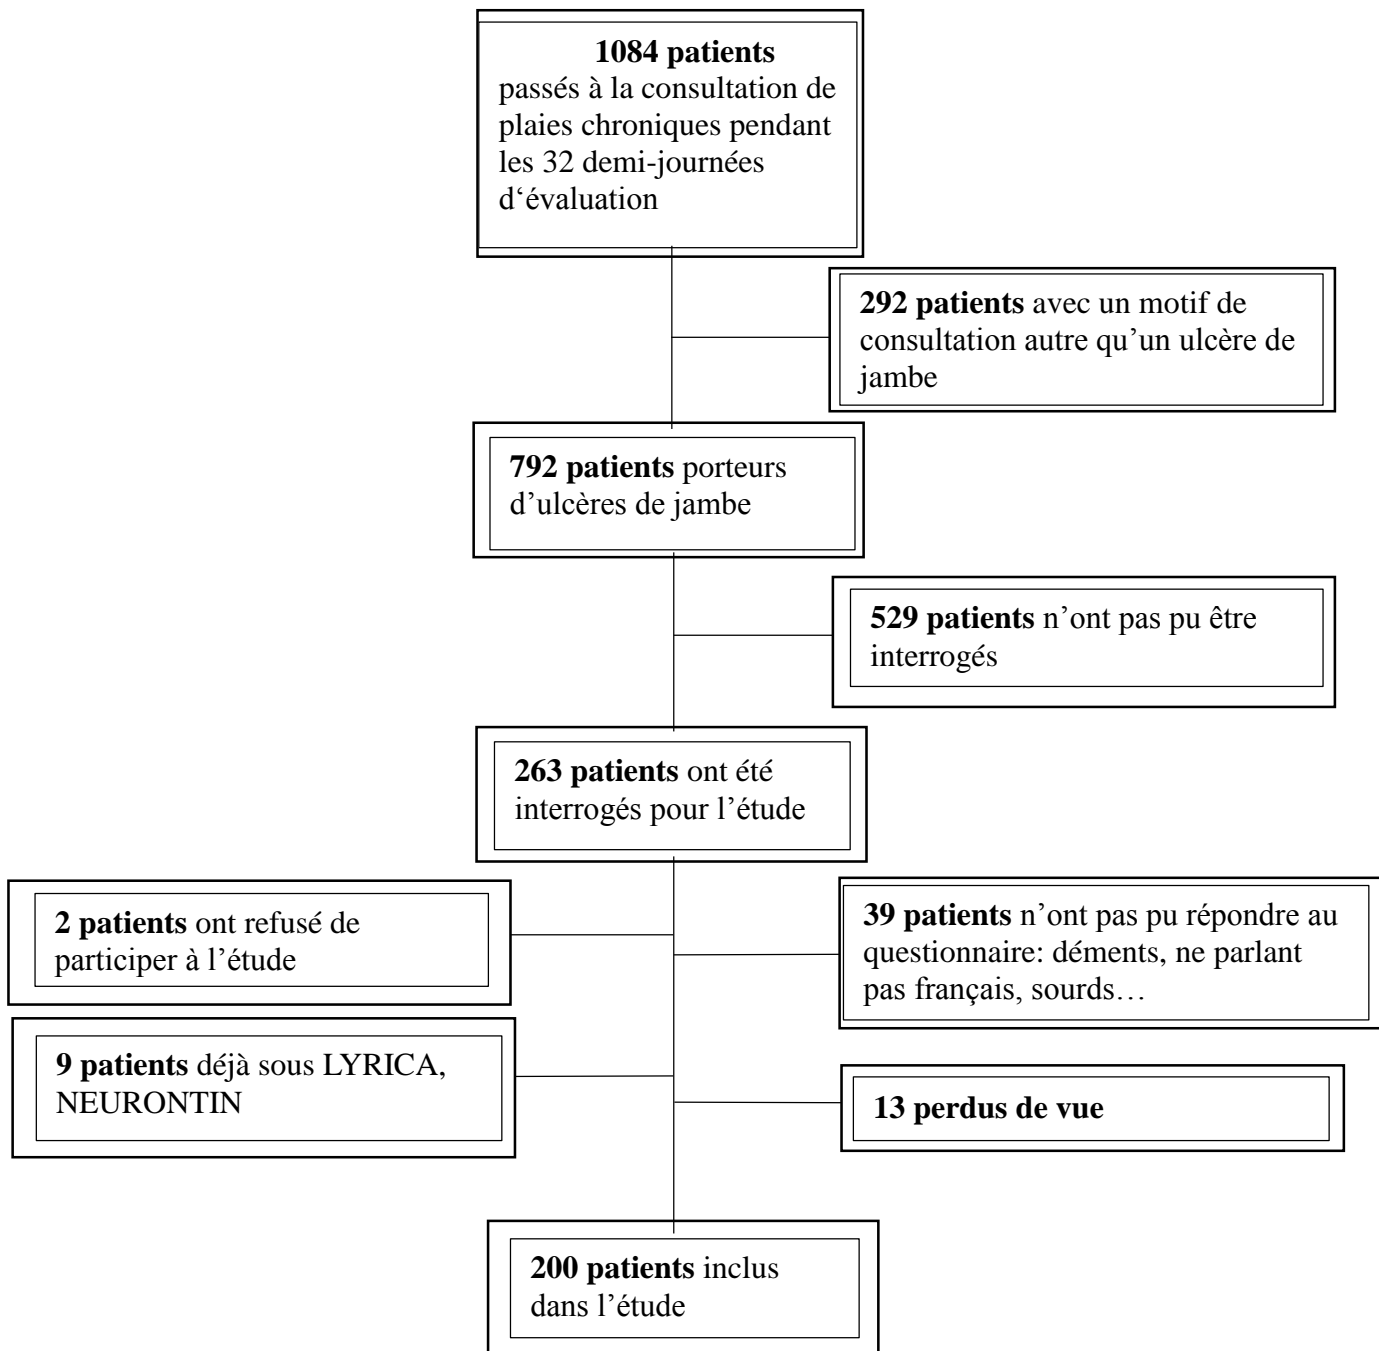 1084 patients
passés à la consultation de
plaies chroniques pendant
les 32 demi-journées
d‘évaluation
292 patients avec un motif de
consultation autre qu’un ulcère de
jambe
792 patients porteurs
d’ulcères de jambe
529 patients n’ont pas pu être
interrogés
263 patients ont été
interrogés pour l’étude
2 patients ont refusé de
participer à l’étude
39 patients n’ont pas pu répondre au
questionnaire: déments, ne parlant
pas français, sourds…
9 patients déjà sous LYRICA,
NEURONTIN
13 perdus de vue
200 patients inclus
dans l’étude